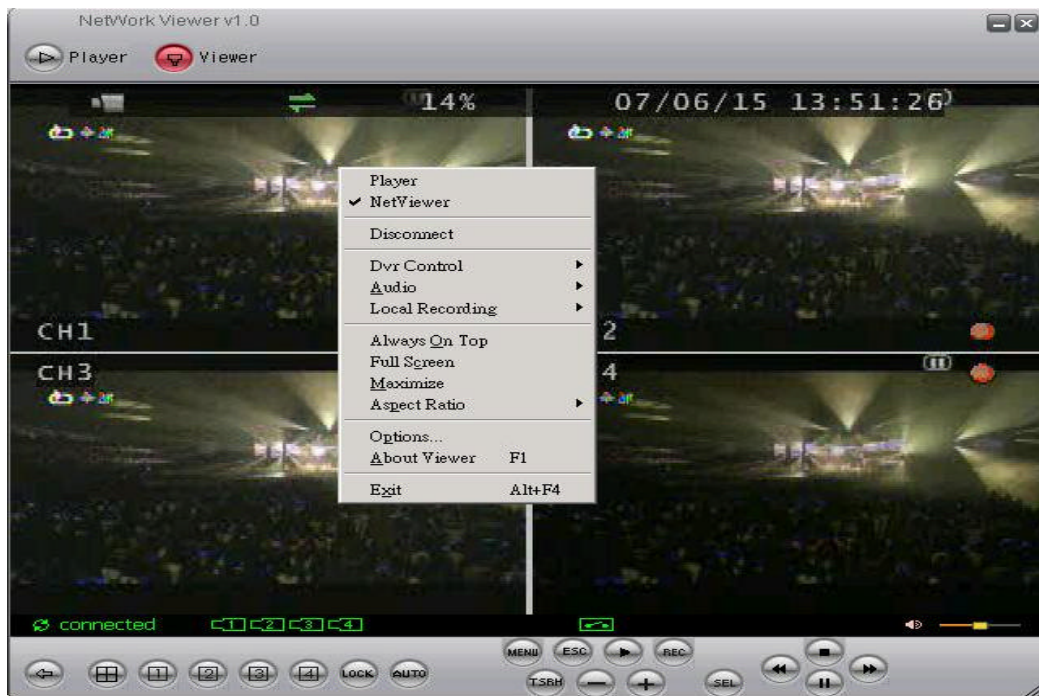 NetWork Viewer v1.0
Player Viewer
14% 07/06/15 13:51:26
Player
NetViewer
Disconnect
Dvr Control
Audio
Local Recording
Always On Top
Full Screen
Maximize
Aspect Ratio
Options...
About Viewer F1
Exit Alt+F4
CH1 2
CH3 4
connected 1 2 3 4
MENU ESC REC
1 2 3 4 LOCK AUTO
TSRH SEL